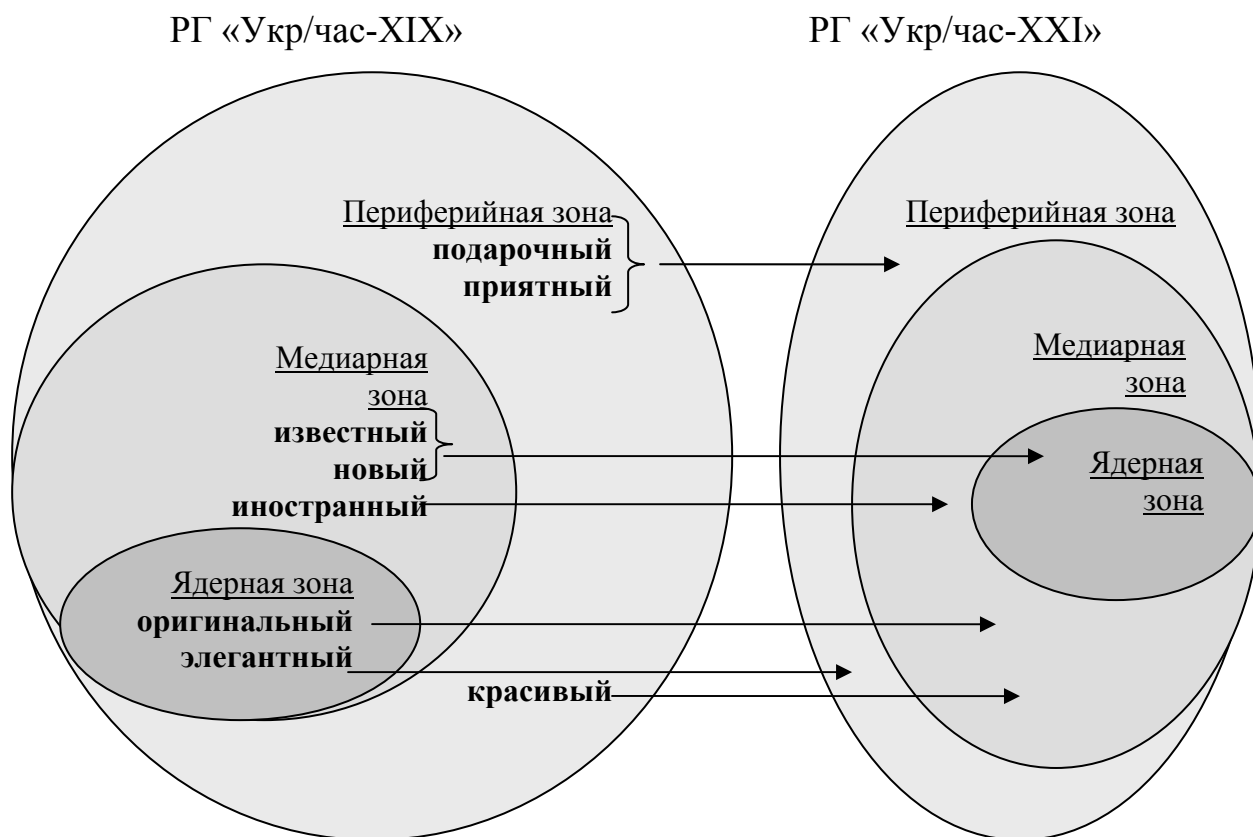 РГ «Укр/час-XIX»
РГ «Укр/час-XXI»
Периферийная зона
подарочный
приятный
Медиарная
зона
известный
новый
иностранный
Ядерная зона
оригинальный
элегантный
красивый
Периферийная зона
Медиарная
зона
Ядерная
зона